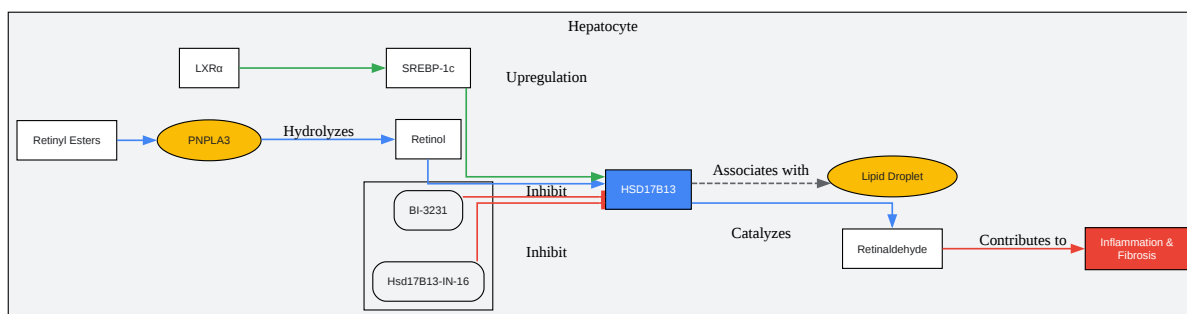 Hepatocyte
LXRα
SREBP-1c
Upregulation
Retinyl Esters
PNPLA3
Hydrolyzes
Retinol
HSD17B13
Associates with
Lipid Droplet
Inhibit
BI-3231
Catalyzes
Retinaldehyde
Contributes to
Inflammation &
Fibrosis
Inhibit
Hsd17B13-IN-16